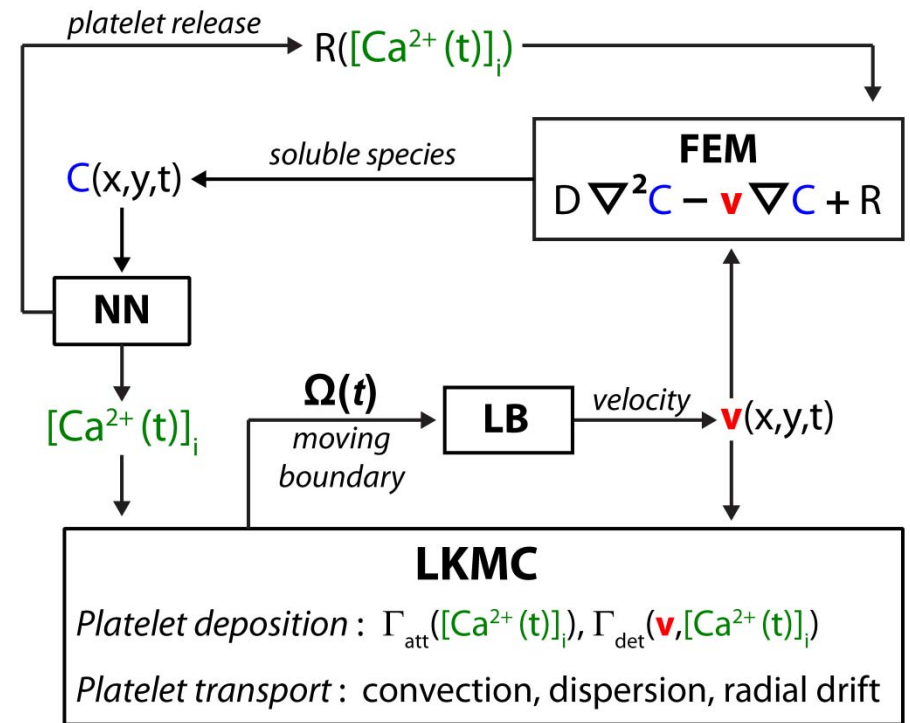 platelet release
R([Ca²⁺(t)]ᵢ)
soluble species
C(x,y,t)
FEM
D ∇²C − v ∇C + R
NN
[Ca²⁺(t)]ᵢ
Ω(t)
moving
boundary
LB
velocity
v(x,y,t)
LKMC
Platelet deposition : Γatt([Ca²⁺(t)]ᵢ), Γdet(v,[Ca²⁺(t)]ᵢ)
Platelet transport : convection, dispersion, radial drift